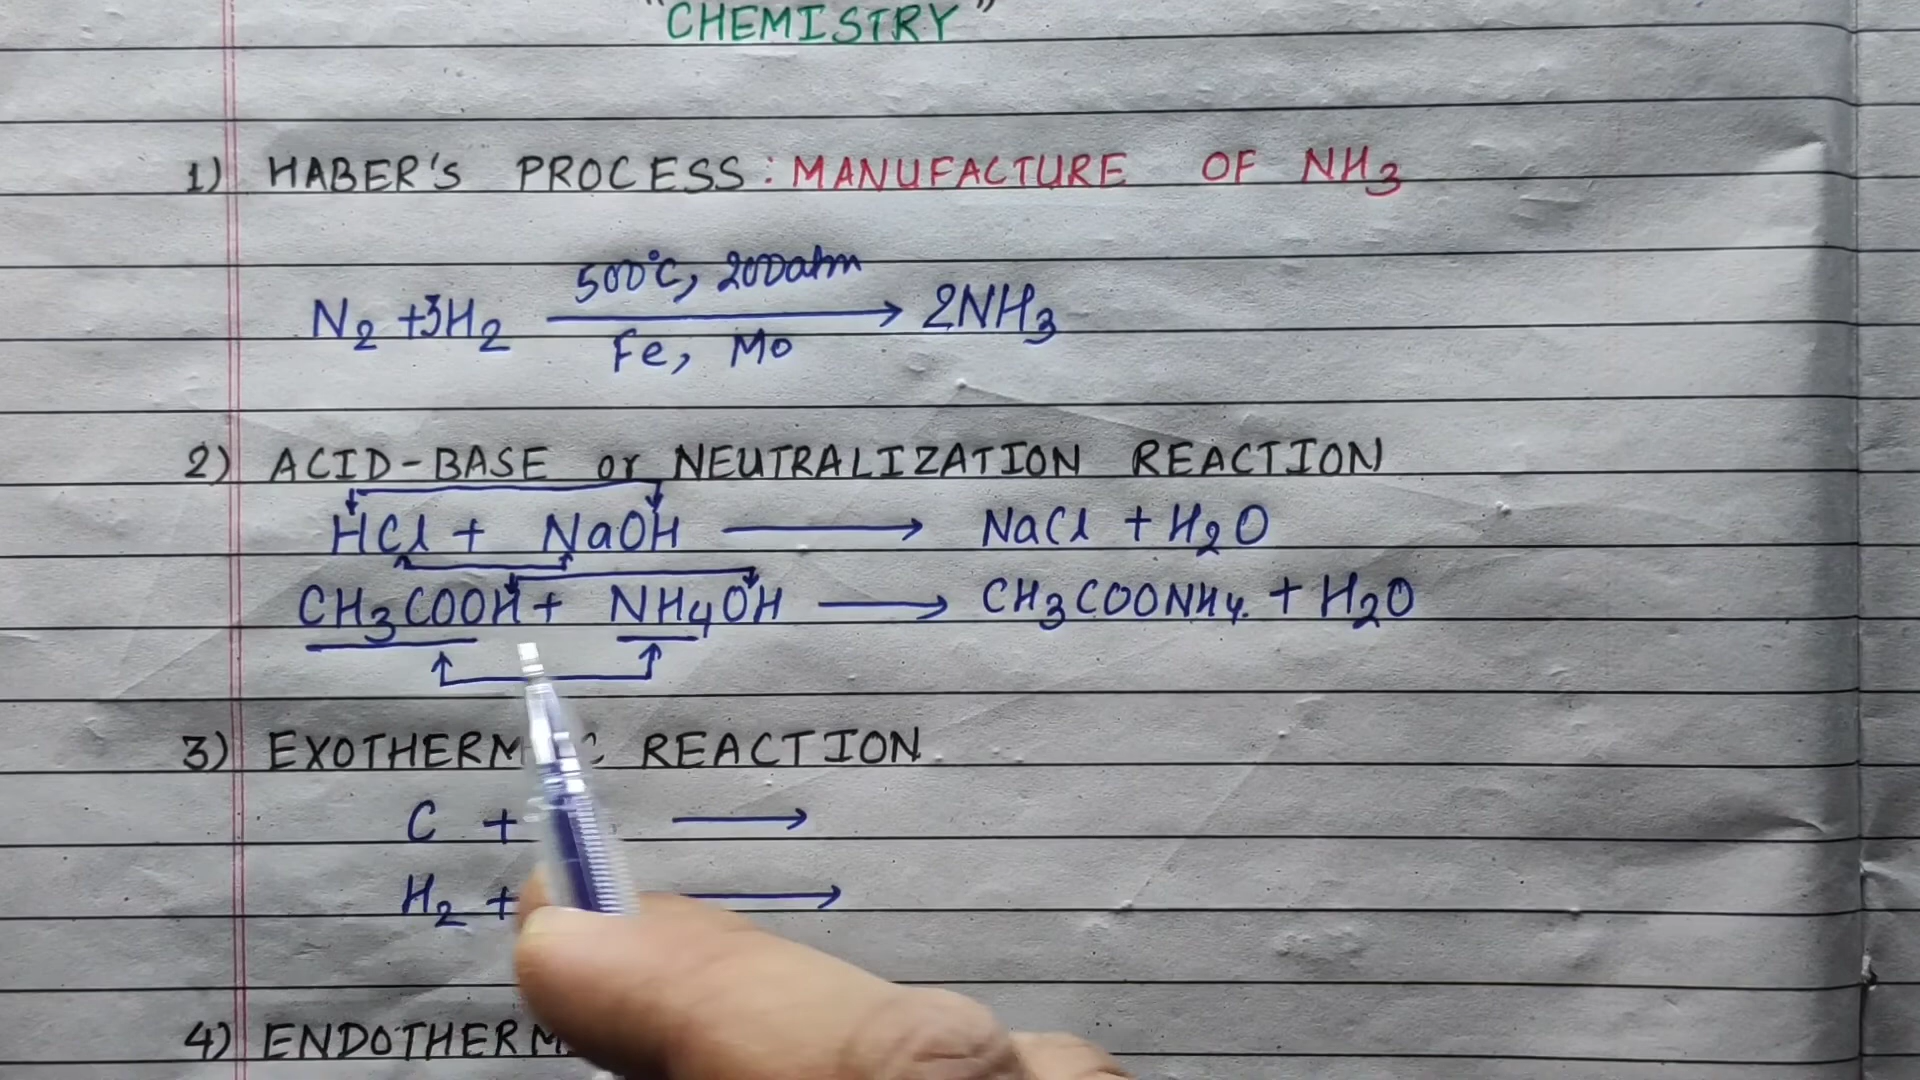 "CHEMISTRY"
1) HABER'S PROCESS: MANUFACTURE OF NH3
500°C, 200atm
N2 + 3H2 → 2NH3
Fe, Mo
2) ACID-BASE or NEUTRALIZATION REACTION
HCl + NaOH → NaCl + H2O
CH3COOH + NH4OH → CH3COONH4. + H2O
3) EXOTHERMIC REACTION.
C + →
H2 + →
4) ENDOTHERM